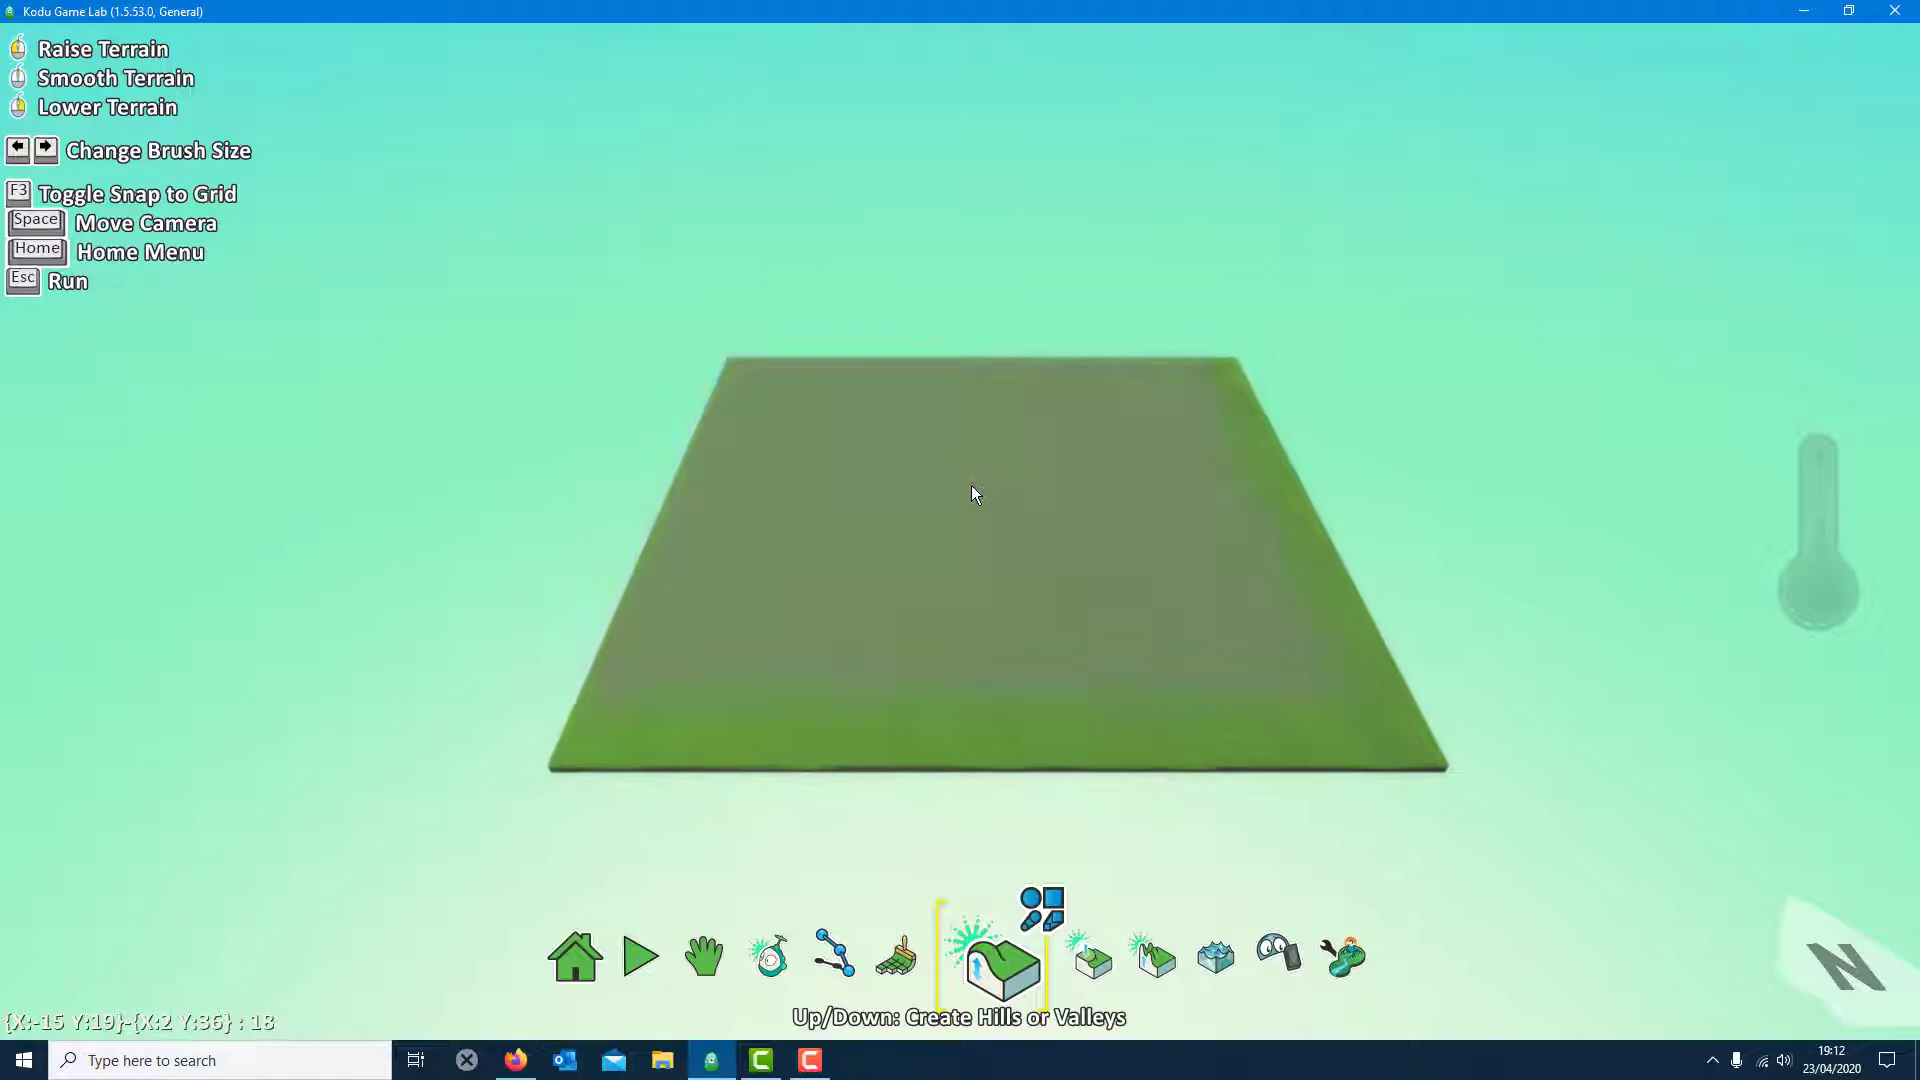 Kodu Game Lab (1.5.53.0, General)
Raise Terrain
Smooth Terrain
Lower Terrain
Change Brush Size
F3 Toggle Snap to Grid
Space Move Camera
Home Home Menu
Esc Run
N
Up/Down: Create Hills or Valleys
{X:-15 Y:19}-{X:2 Y:36} : 18
Type here to search
19:12
23/04/2020